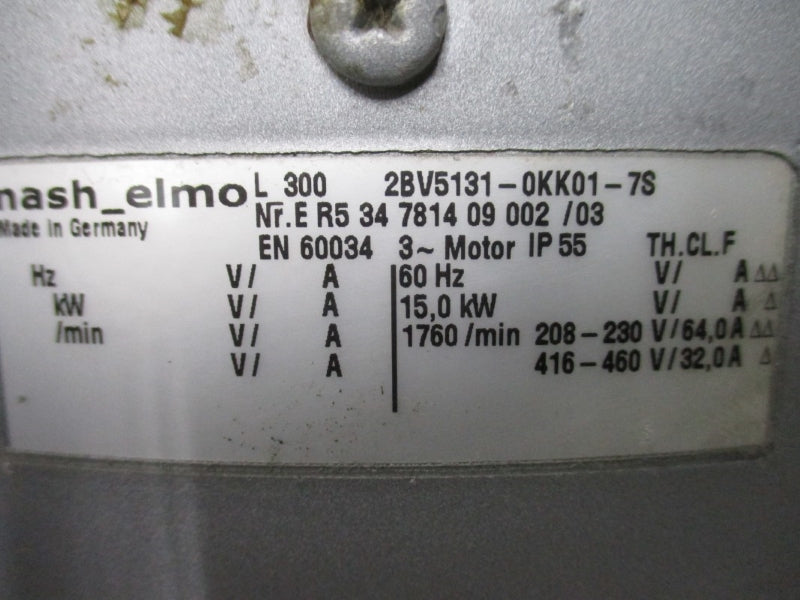 nash_elmo L 300 2BV5131-0KK01-7S
Made in Germany Nr.E R5 34 7814 09 002 /03
EN 60034 3~ Motor IP 55 TH.CL.F
Hz V/ A 60 Hz V/ A ΔΔ
kW V/ A 15,0 kW V/ A Δ
/min V/ A 1760 /min 208-230 V/64,0A ΔΔ
V/ A 416-460 V/32,0A Δ